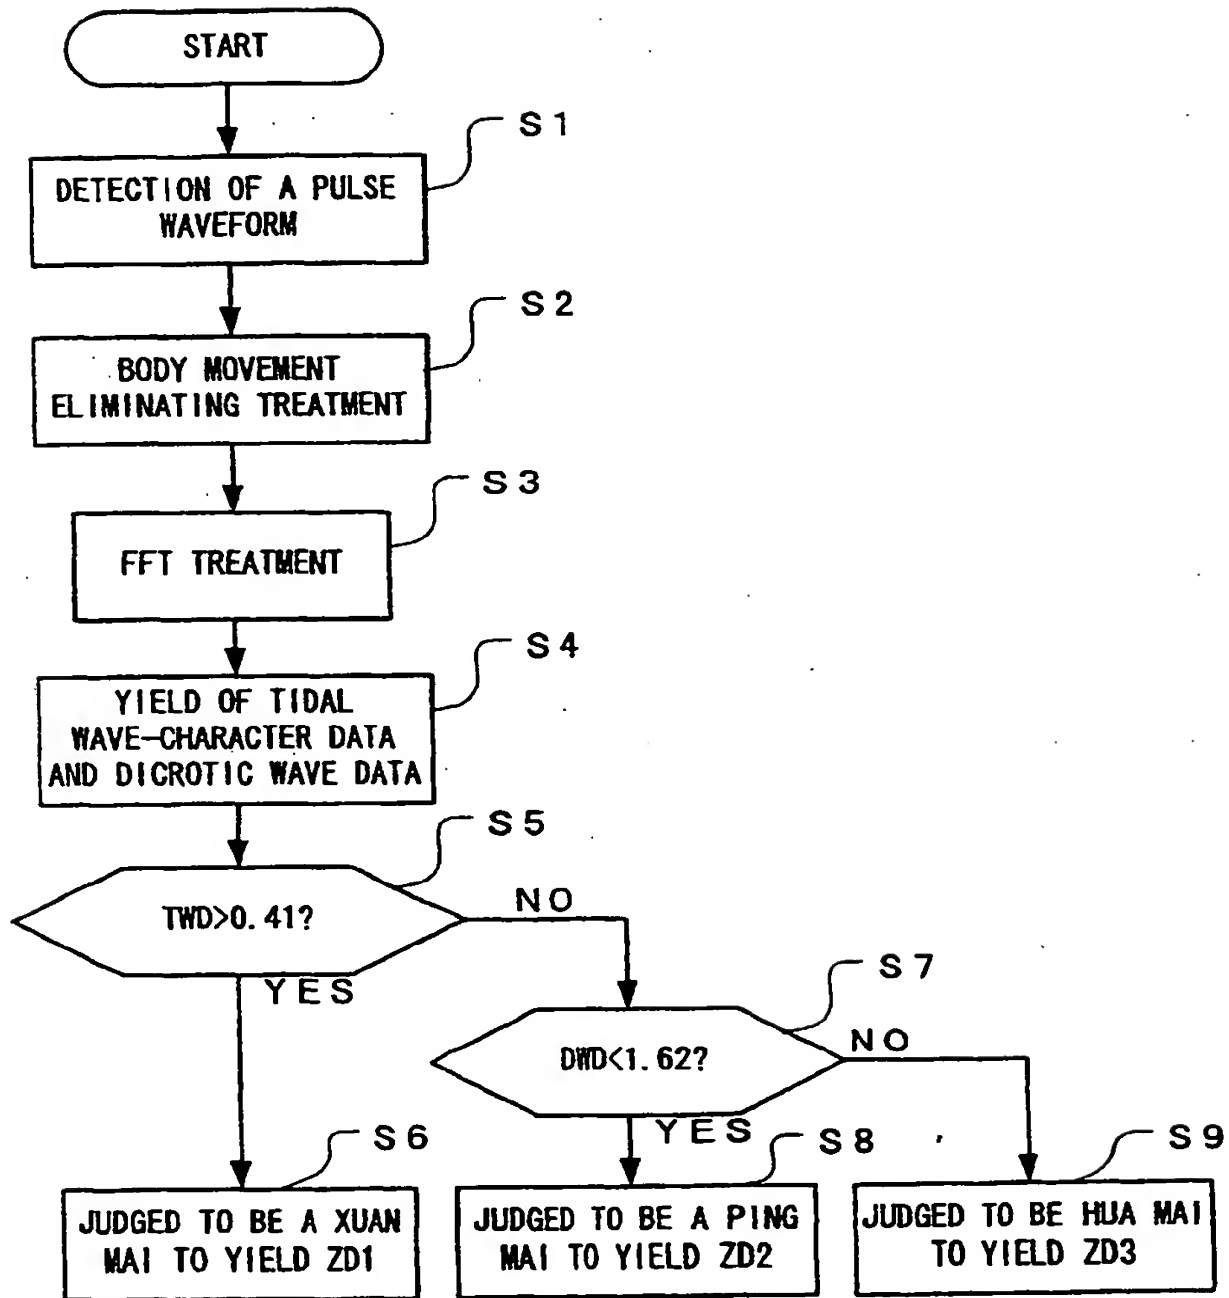 START
S1
DETECTION OF A PULSE
WAVEFORM
S2
BODY MOVEMENT
ELIMINATING TREATMENT
S3
FFT TREATMENT
S4
YIELD OF TIDAL
WAVE-CHARACTER DATA
AND DICROTIC WAVE DATA
S5
TWD>0.41?
NO
YES
S7
DWD<1.62?
NO
YES
S6
JUDGED TO BE A XUAN
MAI TO YIELD ZD1
S8
JUDGED TO BE A PING
MAI TO YIELD ZD2
S9
JUDGED TO BE HUA MAI
TO YIELD ZD3